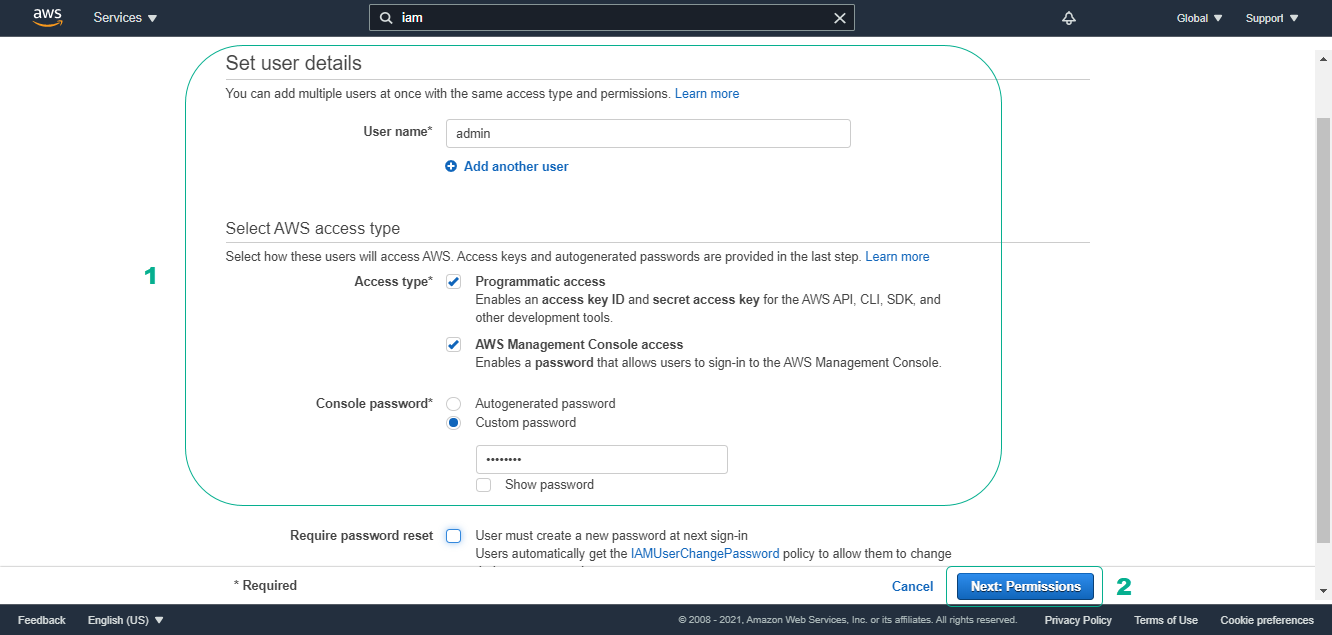 aws Services iam Global Support
Set user details
You can add multiple users at once with the same access type and permissions. Learn more
User name* admin
Add another user
Select AWS access type
Select how these users will access AWS. Access keys and autogenerated passwords are provided in the last step. Learn more
1
Access type* Programmatic access
Enables an access key ID and secret access key for the AWS API, CLI, SDK, and
other development tools.
AWS Management Console access
Enables a password that allows users to sign-in to the AWS Management Console.
Console password* Autogenerated password
Custom password
••••••••
Show password
Require password reset User must create a new password at next sign-in
Users automatically get the IAMUserChangePassword policy to allow them to change
* Required Cancel Next: Permissions 2
Feedback English (US) © 2008 - 2021, Amazon Web Services, Inc. or its affiliates. All rights reserved. Privacy Policy Terms of Use Cookie preferences